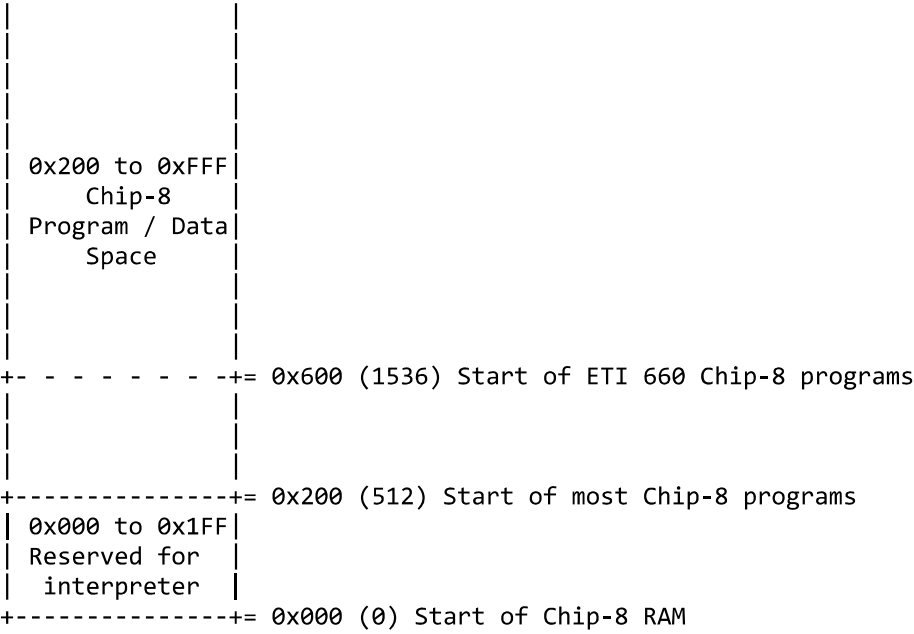 |               |
|               |
|               |
|               |
|               |
| 0x200 to 0xFFF|
|     Chip-8    |
| Program / Data|
|     Space     |
|               |
|               |
|               |
+- - - - - - - -+= 0x600 (1536) Start of ETI 660 Chip-8 programs
|               |
|               |
|               |
+---------------+= 0x200 (512) Start of most Chip-8 programs
| 0x000 to 0x1FF|
| Reserved for  |
|  interpreter  |
+---------------+= 0x000 (0) Start of Chip-8 RAM